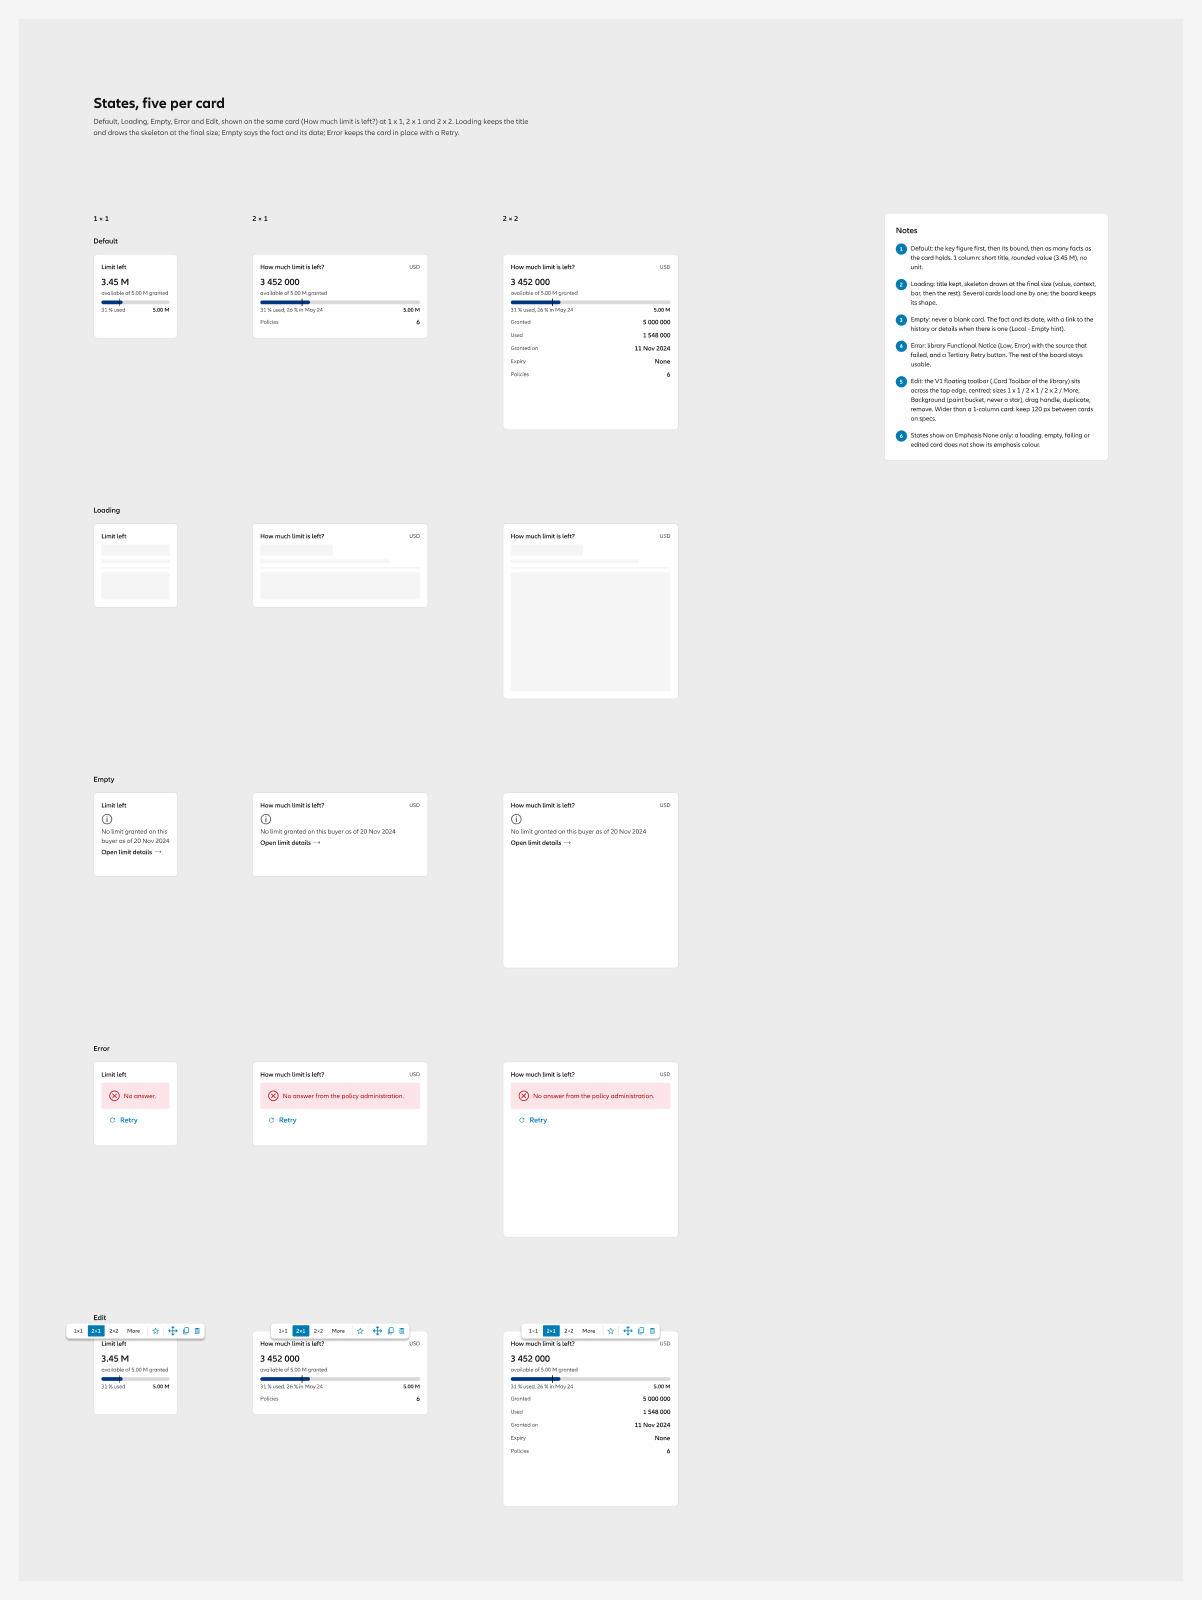 States, five per card
Default, Loading, Empty, Error and Edit, shown on the same card (How much limit is left?) at 1 x 1, 2 x 1 and 2 x 2. Loading keeps the title
and draws the skeleton at the final size; Empty says the fact and its date; Error keeps the card in place with a Retry.
1 × 1
2 × 1
2 × 2
Default
Limit left
3.45 M
available of 5.00 M granted
31 % used
5.00 M
How much limit is left?
USD
3 452 000
available of 5.00 M granted
31 % used, 26 % in May 24
5.00 M
Policies
6
How much limit is left?
USD
3 452 000
available of 5.00 M granted
31 % used, 26 % in May 24
5.00 M
Granted
5 000 000
Used
1 548 000
Granted on
11 Nov 2024
Expiry
None
Policies
6
Notes
1
Default: the key figure first, then its bound, then as many facts as
the card holds. 1 column: short title, rounded value (3.45 M), no
unit.
2
Loading: title kept, skeleton drawn at the final size (value, context,
bar, then the rest). Several cards load one by one; the board keeps
its shape.
3
Empty: never a blank card. The fact and its date, with a link to the
history or details when there is one (Local - Empty hint).
4
Error: library Functional Notice (Low, Error) with the source that
failed, and a Tertiary Retry button. The rest of the board stays
usable.
5
Edit: the V1 floating toolbar (.Card Toolbar of the library) sits
across the top edge, centred: sizes 1 x 1 / 2 x 1 / 2 x 2 / More,
Background (paint bucket, never a star), drag handle, duplicate,
remove. Wider than a 1-column card: keep 120 px between cards
on specs.
6
States show on Emphasis None only: a loading, empty, failing or
edited card does not show its emphasis colour.
Loading
Limit left
How much limit is left?
USD
How much limit is left?
USD
Empty
Limit left
No limit granted on this
buyer as of 20 Nov 2024
Open limit details →
How much limit is left?
USD
No limit granted on this buyer as of 20 Nov 2024
Open limit details →
How much limit is left?
USD
No limit granted on this buyer as of 20 Nov 2024
Open limit details →
Error
Limit left
No answer.
Retry
How much limit is left?
USD
No answer from the policy administration.
Retry
How much limit is left?
USD
No answer from the policy administration.
Retry
Edit
1×1
2×1
2×2
More
Limit left
3.45 M
available of 5.00 M granted
31 % used
5.00 M
1×1
2×1
2×2
More
How much limit is left?
USD
3 452 000
available of 5.00 M granted
31 % used, 26 % in May 24
5.00 M
Policies
6
1×1
2×1
2×2
More
How much limit is left?
USD
3 452 000
available of 5.00 M granted
31 % used, 26 % in May 24
5.00 M
Granted
5 000 000
Used
1 548 000
Granted on
11 Nov 2024
Expiry
None
Policies
6